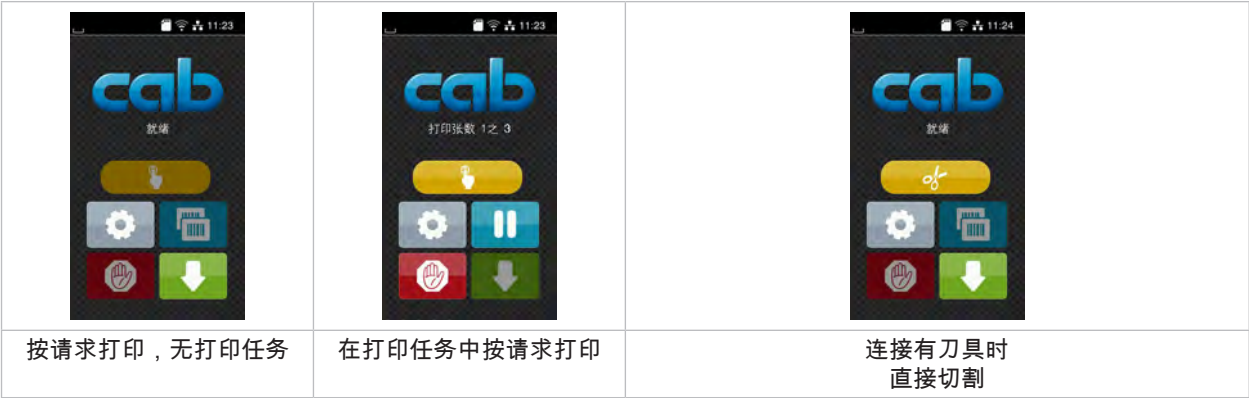 11:23
cab
就绪
11:23
cab
打印张数 1之 3
11:24
cab
就绪
按请求打印，无打印任务
在打印任务中按请求打印
连接有刀具时
直接切割